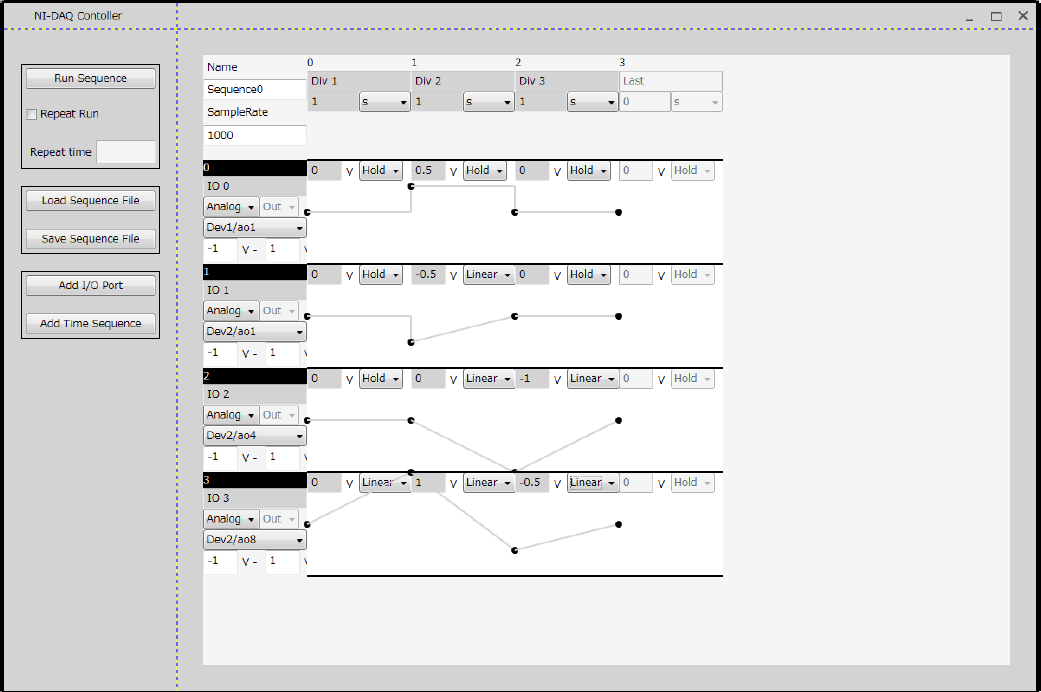 NI-DAQ Contoller
Run Sequence
Repeat Run
Repeat time
Load Sequence File
Save Sequence File
Add I/O Port
Add Time Sequence
Name 0 1 2 3
Div 1 Div 2 Div 3 Last
Sequence0
1 s 1 s 1 s 0 s
SampleRate
1000
0 0 V Hold 0.5 V Hold 0 V Hold 0 V Hold
IO 0
Analog Out
Dev1/ao1
-1 V - 1 V
1 0 V Hold -0.5 V Linear 0 V Hold 0 V Hold
IO 1
Analog Out
Dev2/ao1
-1 V - 1 V
2 0 V Hold 0 V Linear -1 V Linear 0 V Hold
IO 2
Analog Out
Dev2/ao4
-1 V - 1 V
3 0 V Linear 1 V Linear -0.5 V Linear 0 V Hold
IO 3
Analog Out
Dev2/ao8
-1 V - 1 V